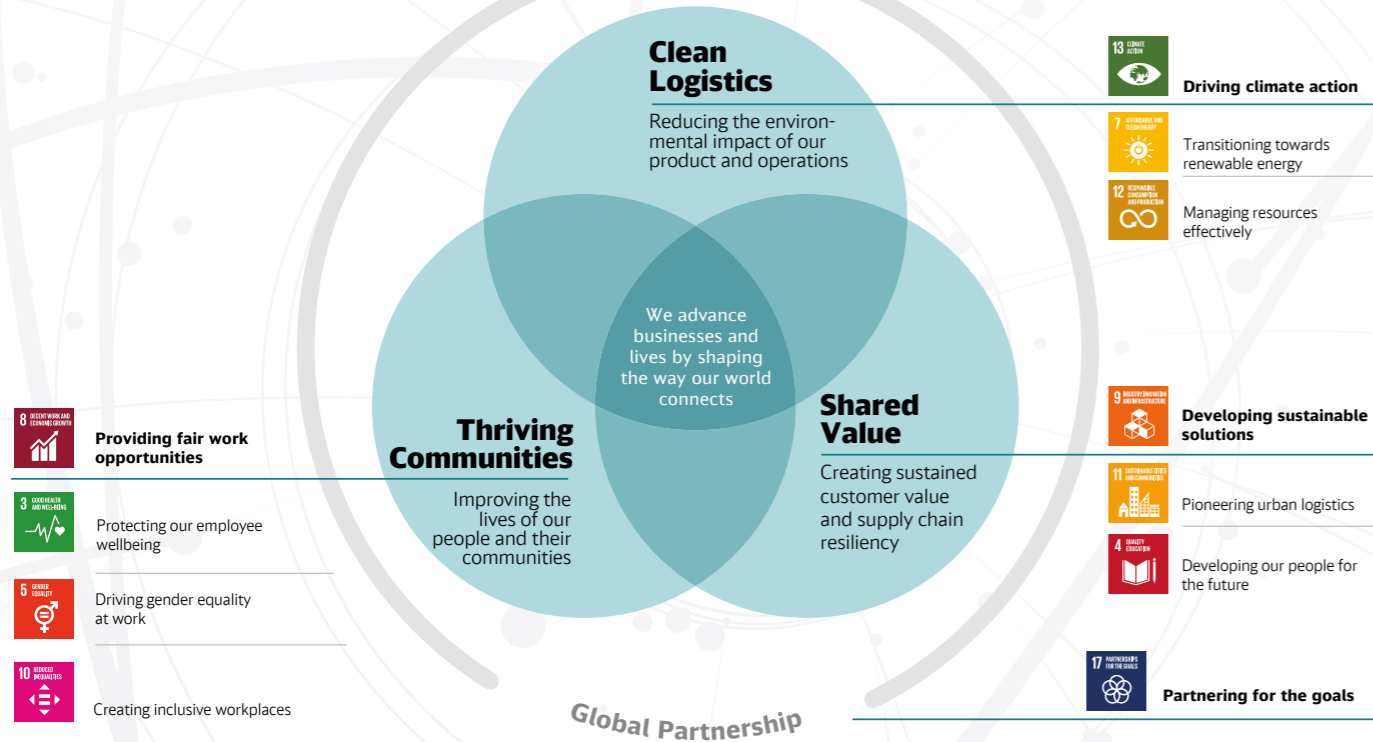 Clean
Logistics
Reducing the environ-
mental impact of our
product and operations
13 CLIMATE
ACTION
Driving climate action
7 AFFORDABLE AND
CLEAN ENERGY
Transitioning towards
renewable energy
12 RESPONSIBLE
CONSUMPTION
AND PRODUCTION
Managing resources
effectively
We advance
businesses and
lives by shaping
the way our world
connects
Thriving
Communities
Improving the
lives of our
people and their
communities
8 DECENT WORK AND
ECONOMIC GROWTH
Providing fair work
opportunities
3 GOOD HEALTH
AND WELL-BEING
Protecting our employee
wellbeing
5 GENDER
EQUALITY
Driving gender equality
at work
10 REDUCED
INEQUALITIES
Creating inclusive workplaces
Shared
Value
Creating sustained
customer value
and supply chain
resiliency
9 INDUSTRY, INNOVATION
AND INFRASTRUCTURE
Developing sustainable
solutions
11 SUSTAINABLE CITIES
AND COMMUNITIES
Pioneering urban logistics
4 QUALITY
EDUCATION
Developing our people for
the future
Global Partnership
17 PARTNERSHIPS
FOR THE GOALS
Partnering for the goals